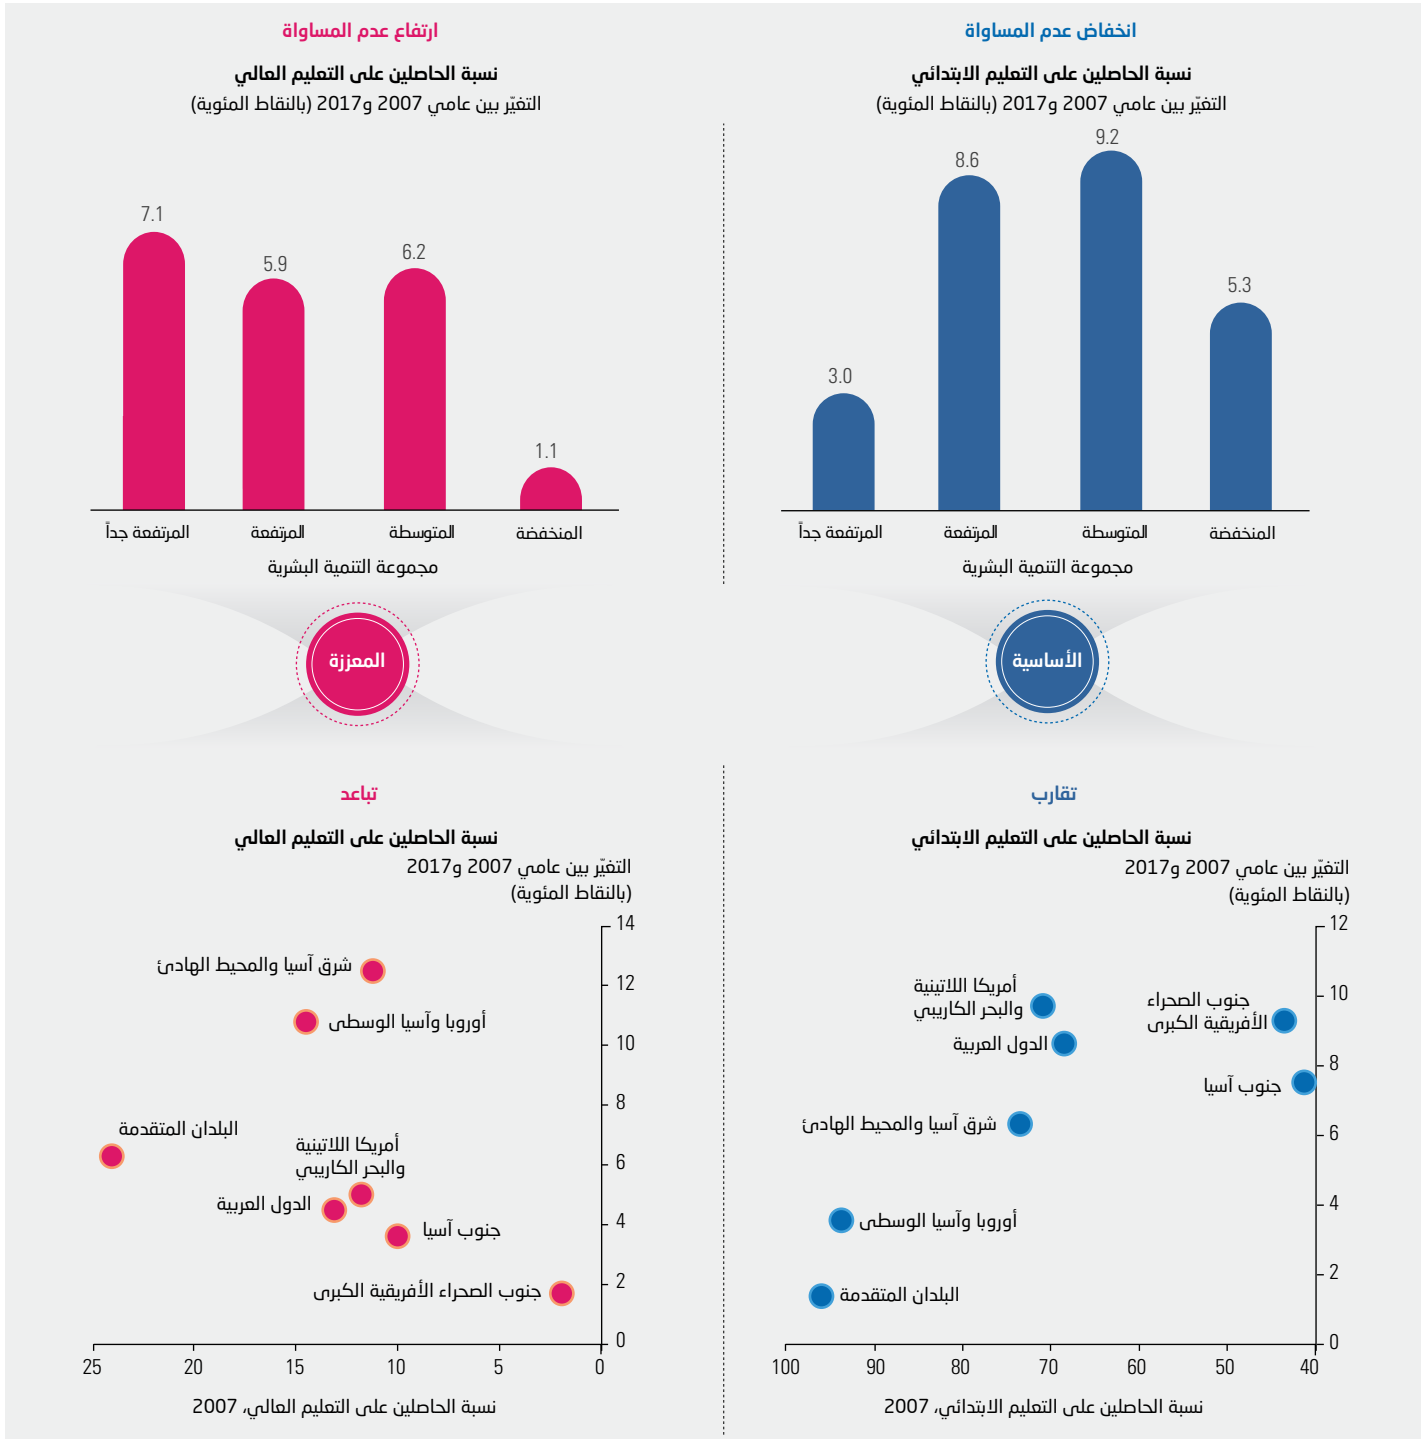 انخفاض عدم المساواة
نسبة الحاصلين على التعليم الابتدائي
التغيّر بين عامي 2007 و2017 (بالنقاط المئوية)
9.2
8.6
5.3
3.0
المنخفضة
المتوسطة
المرتفعة
المرتفعة جداً
مجموعة التنمية البشرية
ارتفاع عدم المساواة
نسبة الحاصلين على التعليم العالي
التغيّر بين عامي 2007 و2017 (بالنقاط المئوية)
7.1
6.2
5.9
1.1
المنخفضة
المتوسطة
المرتفعة
المرتفعة جداً
مجموعة التنمية البشرية
الأساسية
المعززة
تقارب
نسبة الحاصلين على التعليم الابتدائي
التغيّر بين عامي 2007 و2017
(بالنقاط المئوية)
12
10
8
6
4
2
0
أمريكا اللاتينية
والبحر الكاريبي
جنوب الصحراء
الأفريقية الكبرى
الدول العربية
جنوب آسيا
شرق آسيا والمحيط الهادئ
أوروبا وآسيا الوسطى
البلدان المتقدمة
40
50
60
70
80
90
100
نسبة الحاصلين على التعليم الابتدائي، 2007
تباعد
نسبة الحاصلين على التعليم العالي
التغيّر بين عامي 2007 و2017
(بالنقاط المئوية)
14
12
10
8
6
4
2
0
شرق آسيا والمحيط الهادئ
أوروبا وآسيا الوسطى
البلدان المتقدمة
أمريكا اللاتينية
والبحر الكاريبي
الدول العربية
جنوب آسيا
جنوب الصحراء الأفريقية الكبرى
0
5
10
15
20
25
نسبة الحاصلين على التعليم العالي، 2007